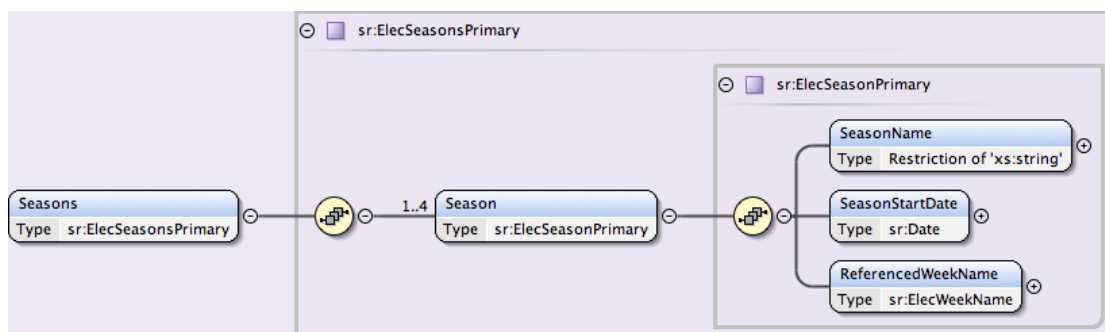 sr:ElecSeasonsPrimary
sr:ElecSeasonPrimary
SeasonName
Type Restriction of 'xs:string'
Seasons
Type sr:ElecSeasonsPrimary
1..4
Season
Type sr:ElecSeasonPrimary
SeasonStartDate
Type sr:Date
ReferencedWeekName
Type sr:ElecWeekName